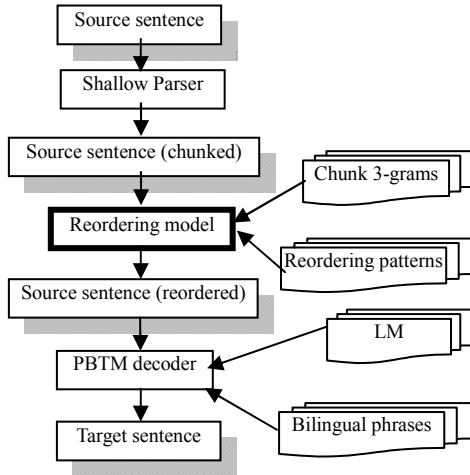 Source sentence
Shallow Parser
Source sentence (chunked)
Chunk 3-grams
Reordering model
Reordering patterns
Source sentence (reordered)
LM
PBTM decoder
Bilingual phrases
Target sentence